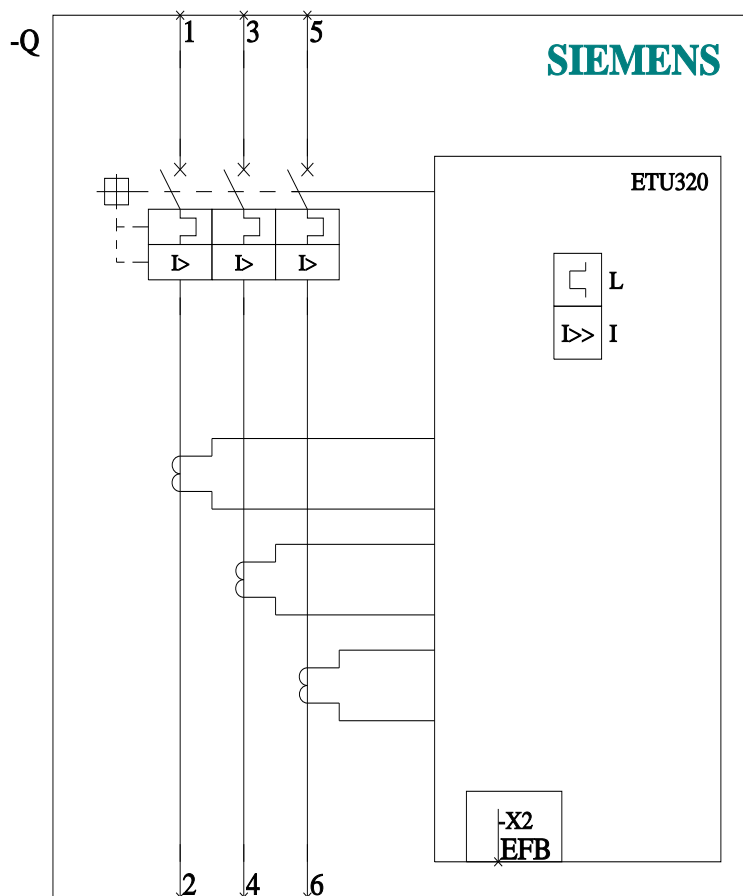 -Q
1 3 5
SIEMENS
ETU320
I> I> I>
L
I>> I
-X2
EFB
2 4 6